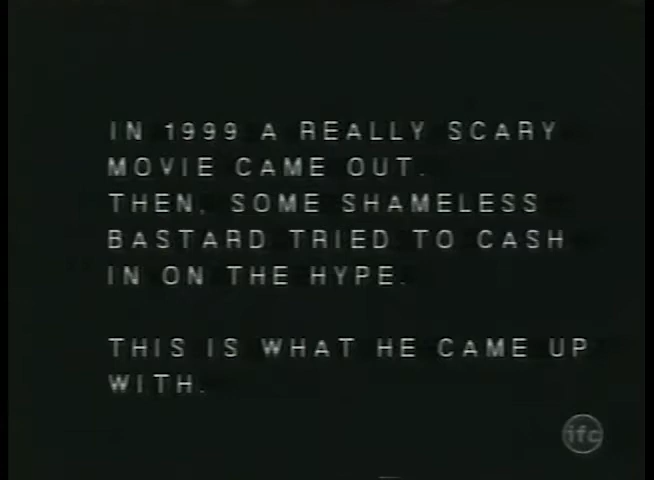 IN 1999 A REALLY SCARY
MOVIE CAME OUT.
THEN, SOME SHAMELESS
BASTARD TRIED TO CASH
IN ON THE HYPE.
THIS IS WHAT HE CAME UP
WITH.
ifc